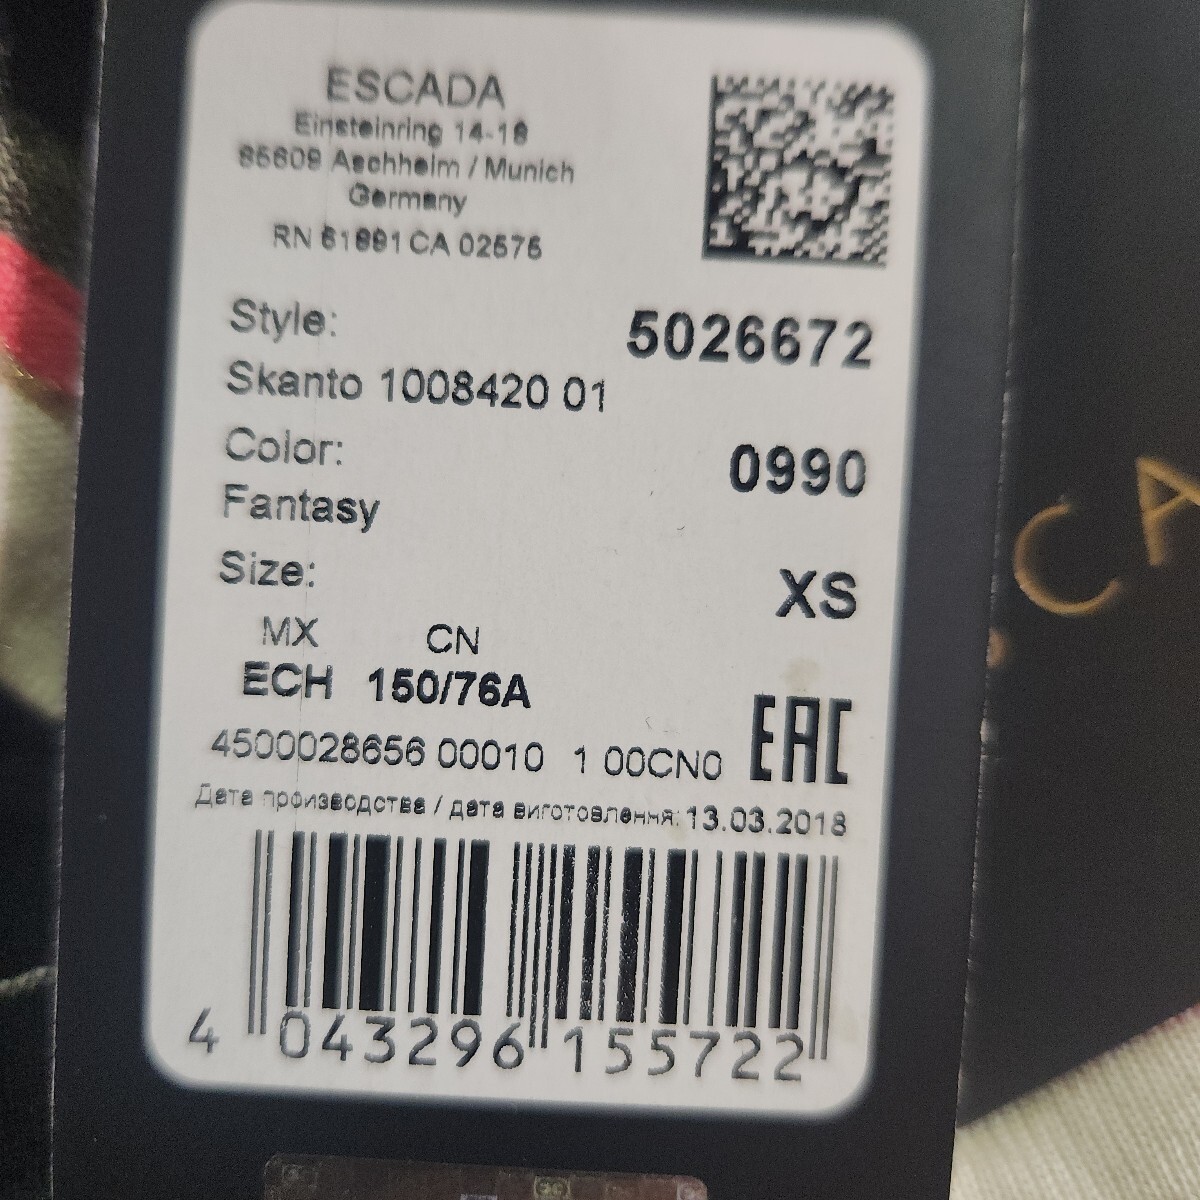 ESCADA
Einsteinring 14-18
85609 Aschheim / Munich
Germany
RN 61891 CA 02575
Style: 5026672
Skanto 1008420 01
Color: 0990
Fantasy
Size: XS
MX CN
ECH 150/76A
4500028656 00010 1 00CN0 EAC
Дата производства / дата виготовлення: 13.03.2018
4 043296 155722
CA